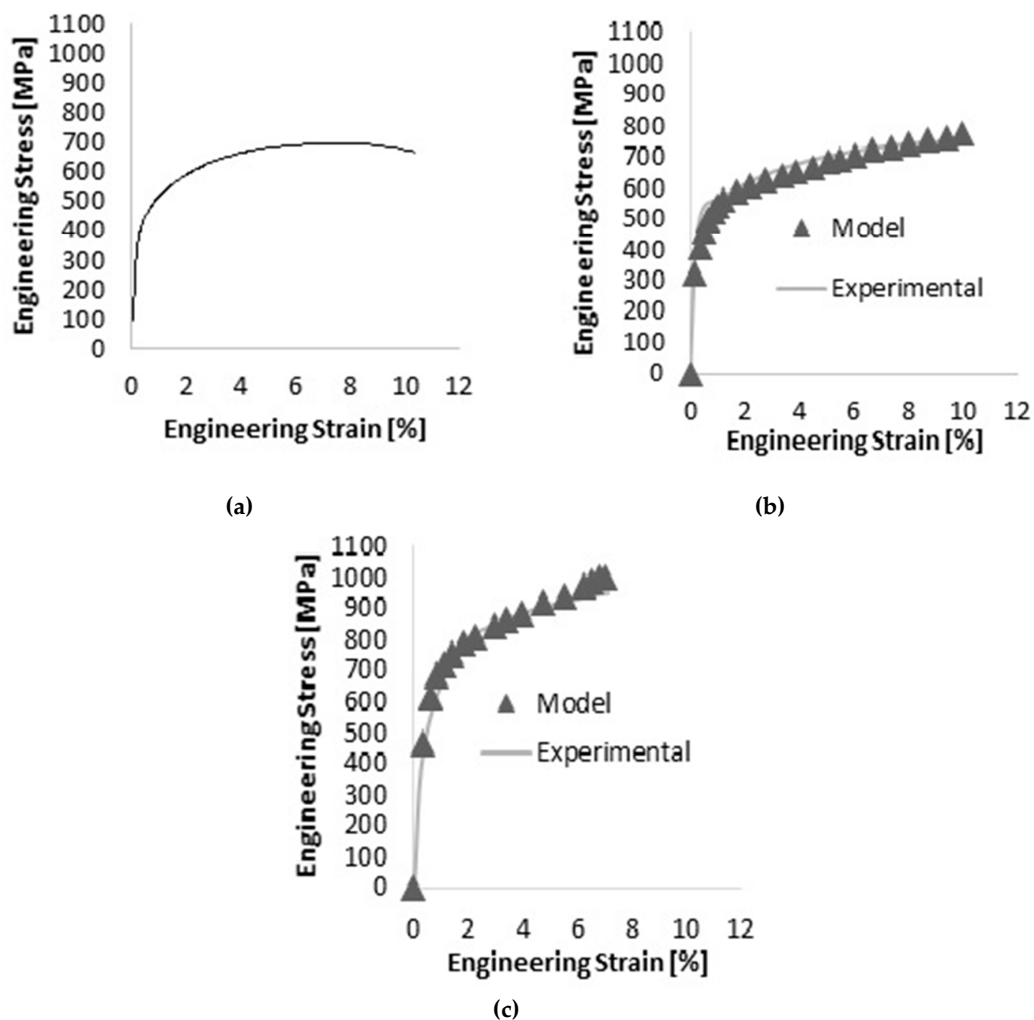 Engineering Stress [MPa]
1100
1000
900
800
700
600
500
400
300
200
100
0
0 2 4 6 8 10 12
Engineering Strain [%]
(a)
Engineering Stress [MPa]
1100
1000
900
800
700
600
500
400
300
200
100
0
Model
Experimental
0 2 4 6 8 10 12
Engineering Strain [%]
(b)
Engineering Stress [MPa]
1100
1000
900
800
700
600
500
400
300
200
100
0
Model
Experimental
0 2 4 6 8 10 12
Engineering Strain [%]
(c)